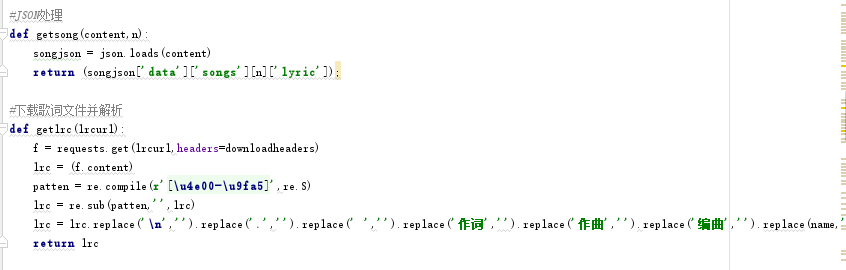 #JSON处理
def getsong(content,n):
songjson = json.loads(content)
return (songjson['data']['songs'][n]['lyric']);
#下载歌词文件并解析
def getlrc(lrcurl):
f = requests.get(lrcurl,headers=downloadheaders)
lrc = (f.content)
patten = re.compile(r'[\u4e00-\u9fa5]',re.S)
lrc = re.sub(patten,'',lrc)
lrc = lrc.replace('\n','').replace('.','').replace(' ','').replace('作词','').replace('作曲','').replace('编曲','').replace(name,'
return lrc